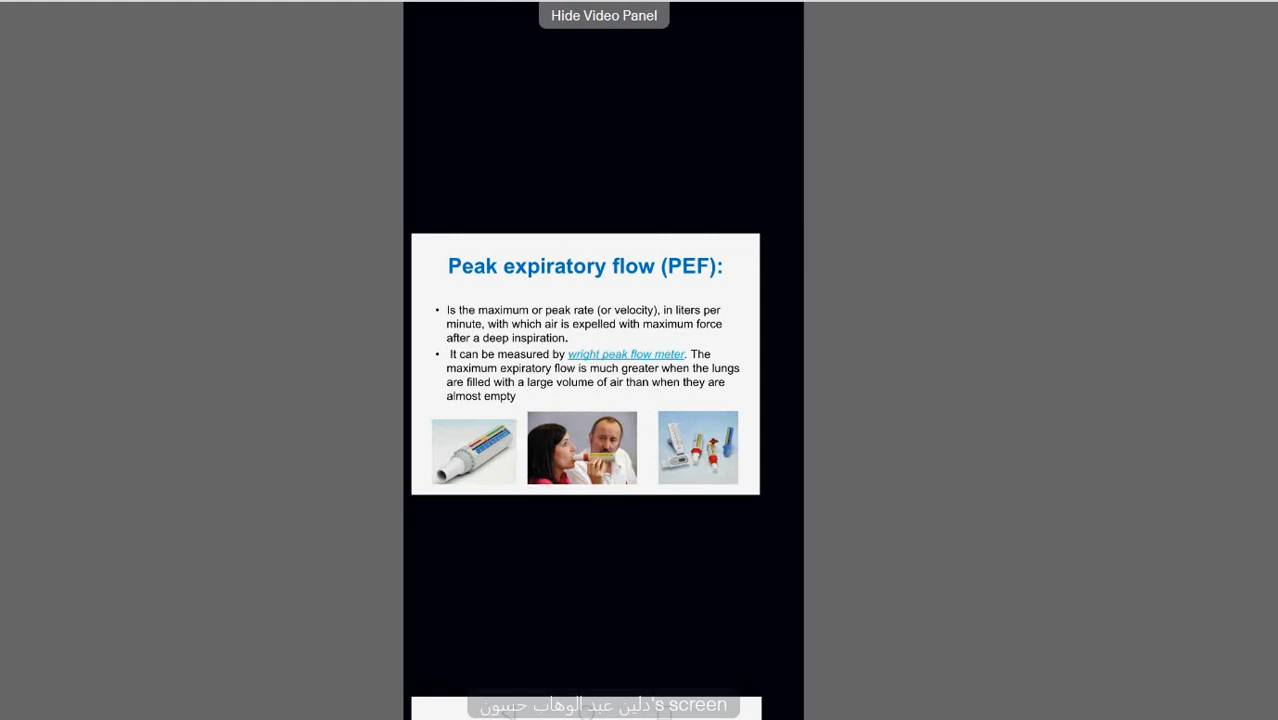 Hide Video Panel
Peak expiratory flow (PEF):
• Is the maximum or peak rate (or velocity), in liters per
minute, with which air is expelled with maximum force
after a deep inspiration.
• It can be measured by wright peak flow meter. The
maximum expiratory flow is much greater when the lungs
are filled with a large volume of air than when they are
almost empty
دلين عبد الوهاب حسون's screen